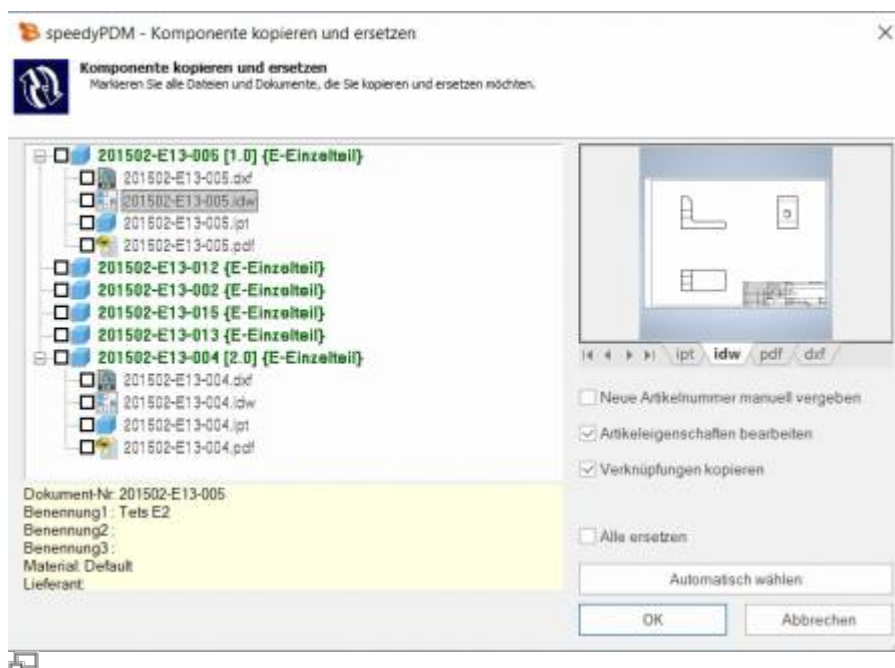 speedyPDM - Komponente kopieren und ersetzen
Komponente kopieren und ersetzen
Markieren Sie alle Dateien und Dokumente, die Sie kopieren und ersetzen möchten.
201502-E13-005 [1.0] {E-Einzelteil}
201502-E13-005.dxf
201502-E13-005.idw
201502-E13-005.ipt
201502-E13-005.pdf
201502-E13-012 {E-Einzelteil}
201502-E13-002 {E-Einzelteil}
201502-E13-015 {E-Einzelteil}
201502-E13-013 {E-Einzelteil}
201502-E13-004 [2.0] {E-Einzelteil}
201502-E13-004.dxf
201502-E13-004.idw
201502-E13-004.ipt
201502-E13-004.pdf
Dokument-Nr: 201502-E13-005
Benennung1 : Tets E2
Benennung2 :
Benennung3 :
Material: Default
Lieferant:
ipt idw pdf dxf
Neue Artikelnummer manuell vergeben
Artikeleigenschaften bearbeiten
Verknüpfungen kopieren
Alle ersetzen
Automatisch wählen
OK Abbrechen